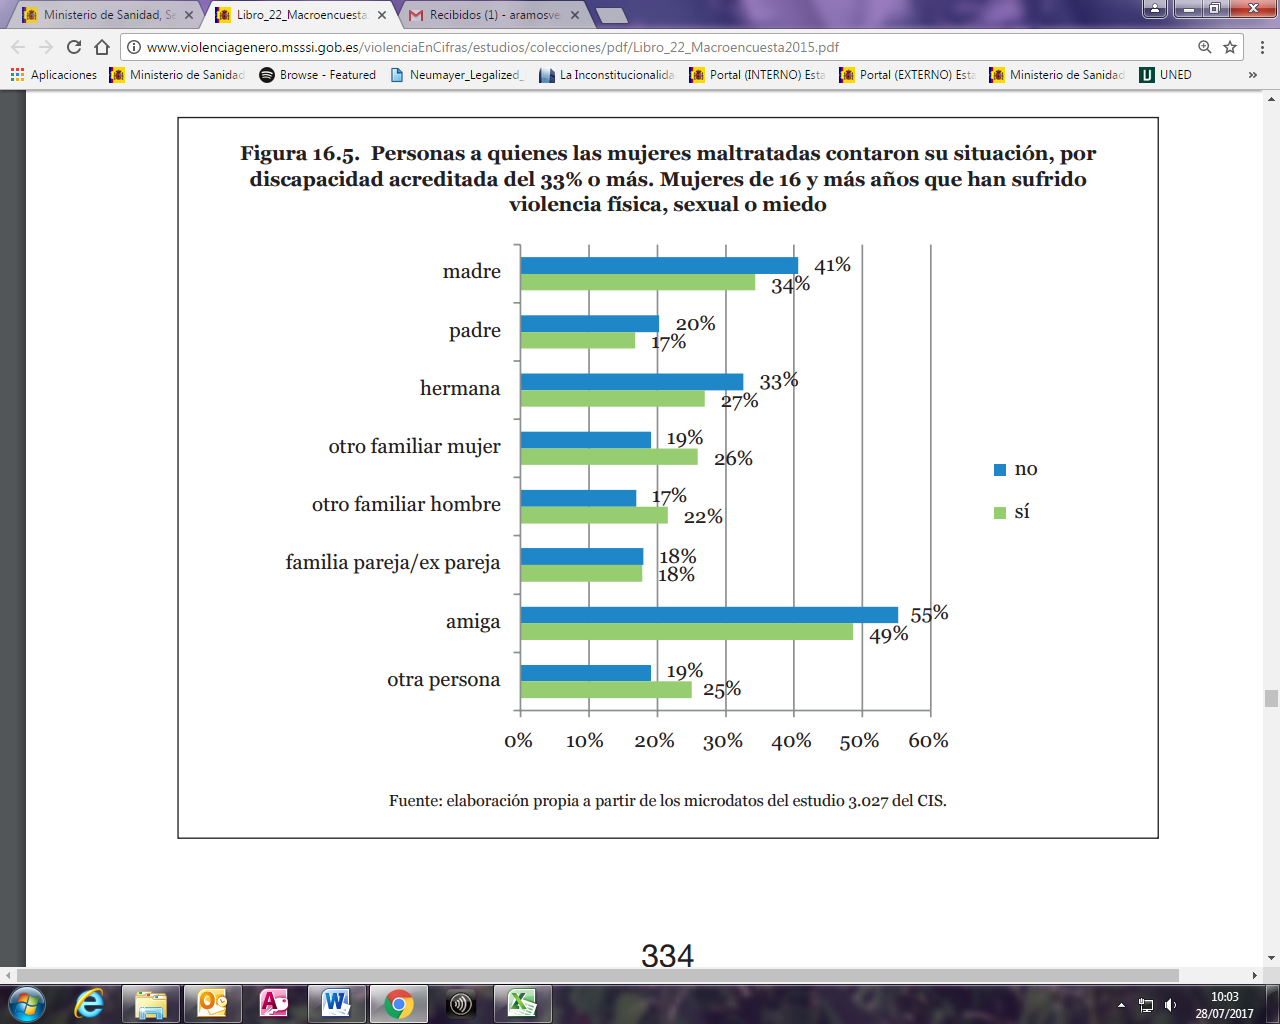 Ministerio de Sanidad, Se
Libro_22_Macroencuesta
Recibidos (1) - aramosve
www.violenciagenero.msssi.gob.es/violenciaEnCifras/estudios/colecciones/pdf/Libro_22_Macroencuesta2015.pdf
Aplicaciones
Ministerio de Sanidad
Browse - Featured
Neumayer_Legalized_
La Inconstitucionalida
Portal (INTERNO) Esta
Portal (EXTERNO) Esta
Ministerio de Sanidad
UNED
»
Figura 16.5. Personas a quienes las mujeres maltratadas contaron su situación, por
discapacidad acreditada del 33% o más. Mujeres de 16 y más años que han sufrido
violencia física, sexual o miedo
madre
41%
34%
padre
20%
17%
hermana
33%
27%
otro familiar mujer
19%
26%
otro familiar hombre
17%
22%
familia pareja/ex pareja
18%
18%
amiga
55%
49%
otra persona
19%
25%
no
sí
0% 10% 20% 30% 40% 50% 60%
Fuente: elaboración propia a partir de los microdatos del estudio 3.027 del CIS.
334
10:03
28/07/2017